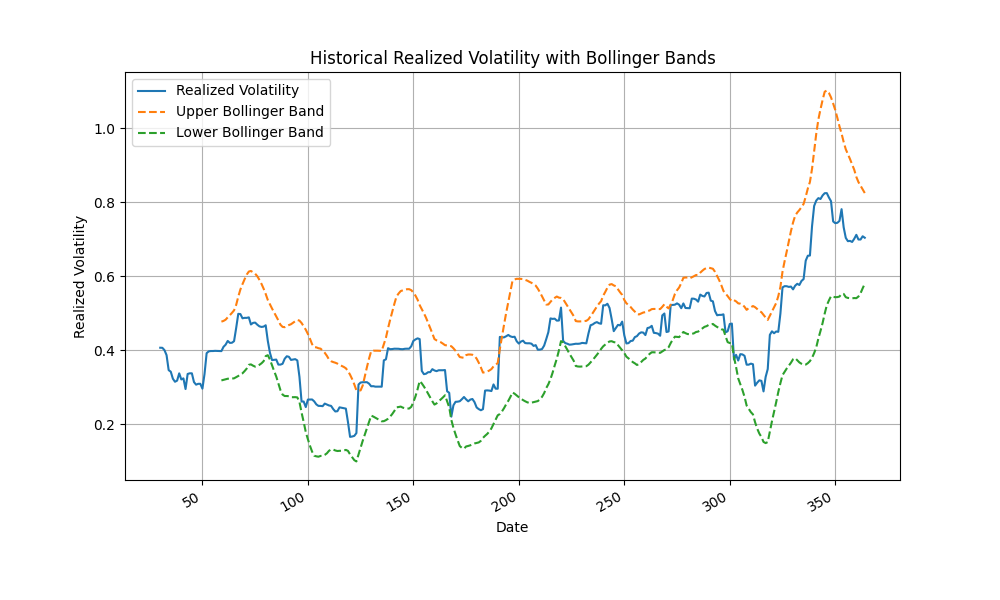 Historical Realized Volatility with Bollinger Bands
Realized Volatility
Upper Bollinger Band
Lower Bollinger Band
1.0
0.8
0.6
0.4
0.2
Realized Volatility
50
100
150
200
250
300
350
Date